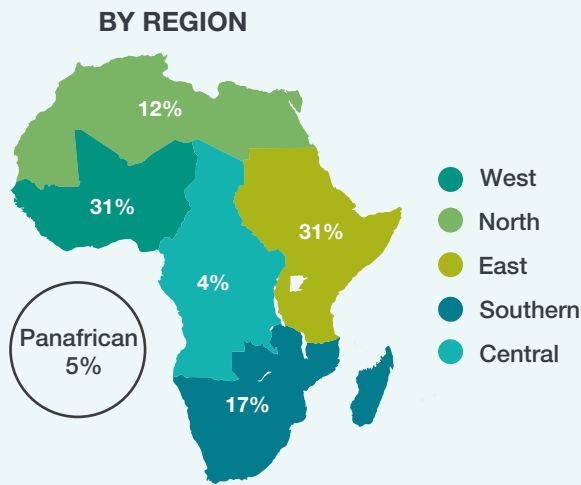 BY REGION
12%
31%
31%
4%
17%
Panafrican
5%
West
North
East
Southern
Central